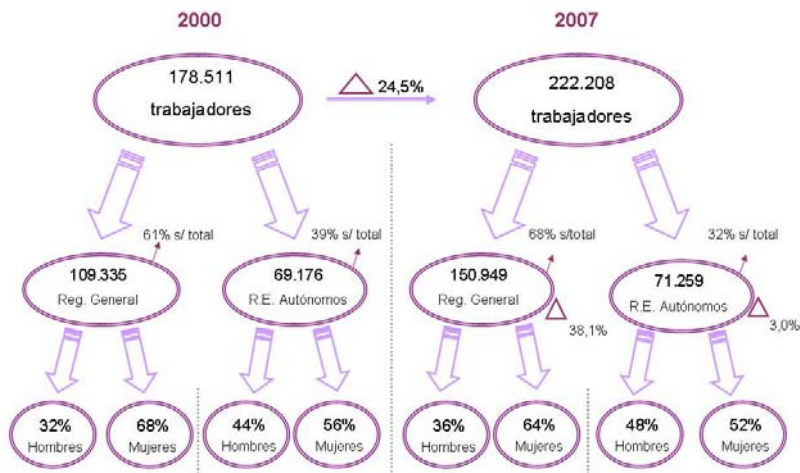 2000
2007
178.511
trabajadores
24,5%
222.208
trabajadores
61% s/ total
39% s/ total
68% s/total
32% s/ total
109.335
Reg. General
69.176
R.E. Autónomos
150.949
Reg. General
38,1%
71.259
R.E. Autónomos
3,0%
32%
Hombres
68%
Mujeres
44%
Hombres
56%
Mujeres
36%
Hombres
64%
Mujeres
48%
Hombres
52%
Mujeres